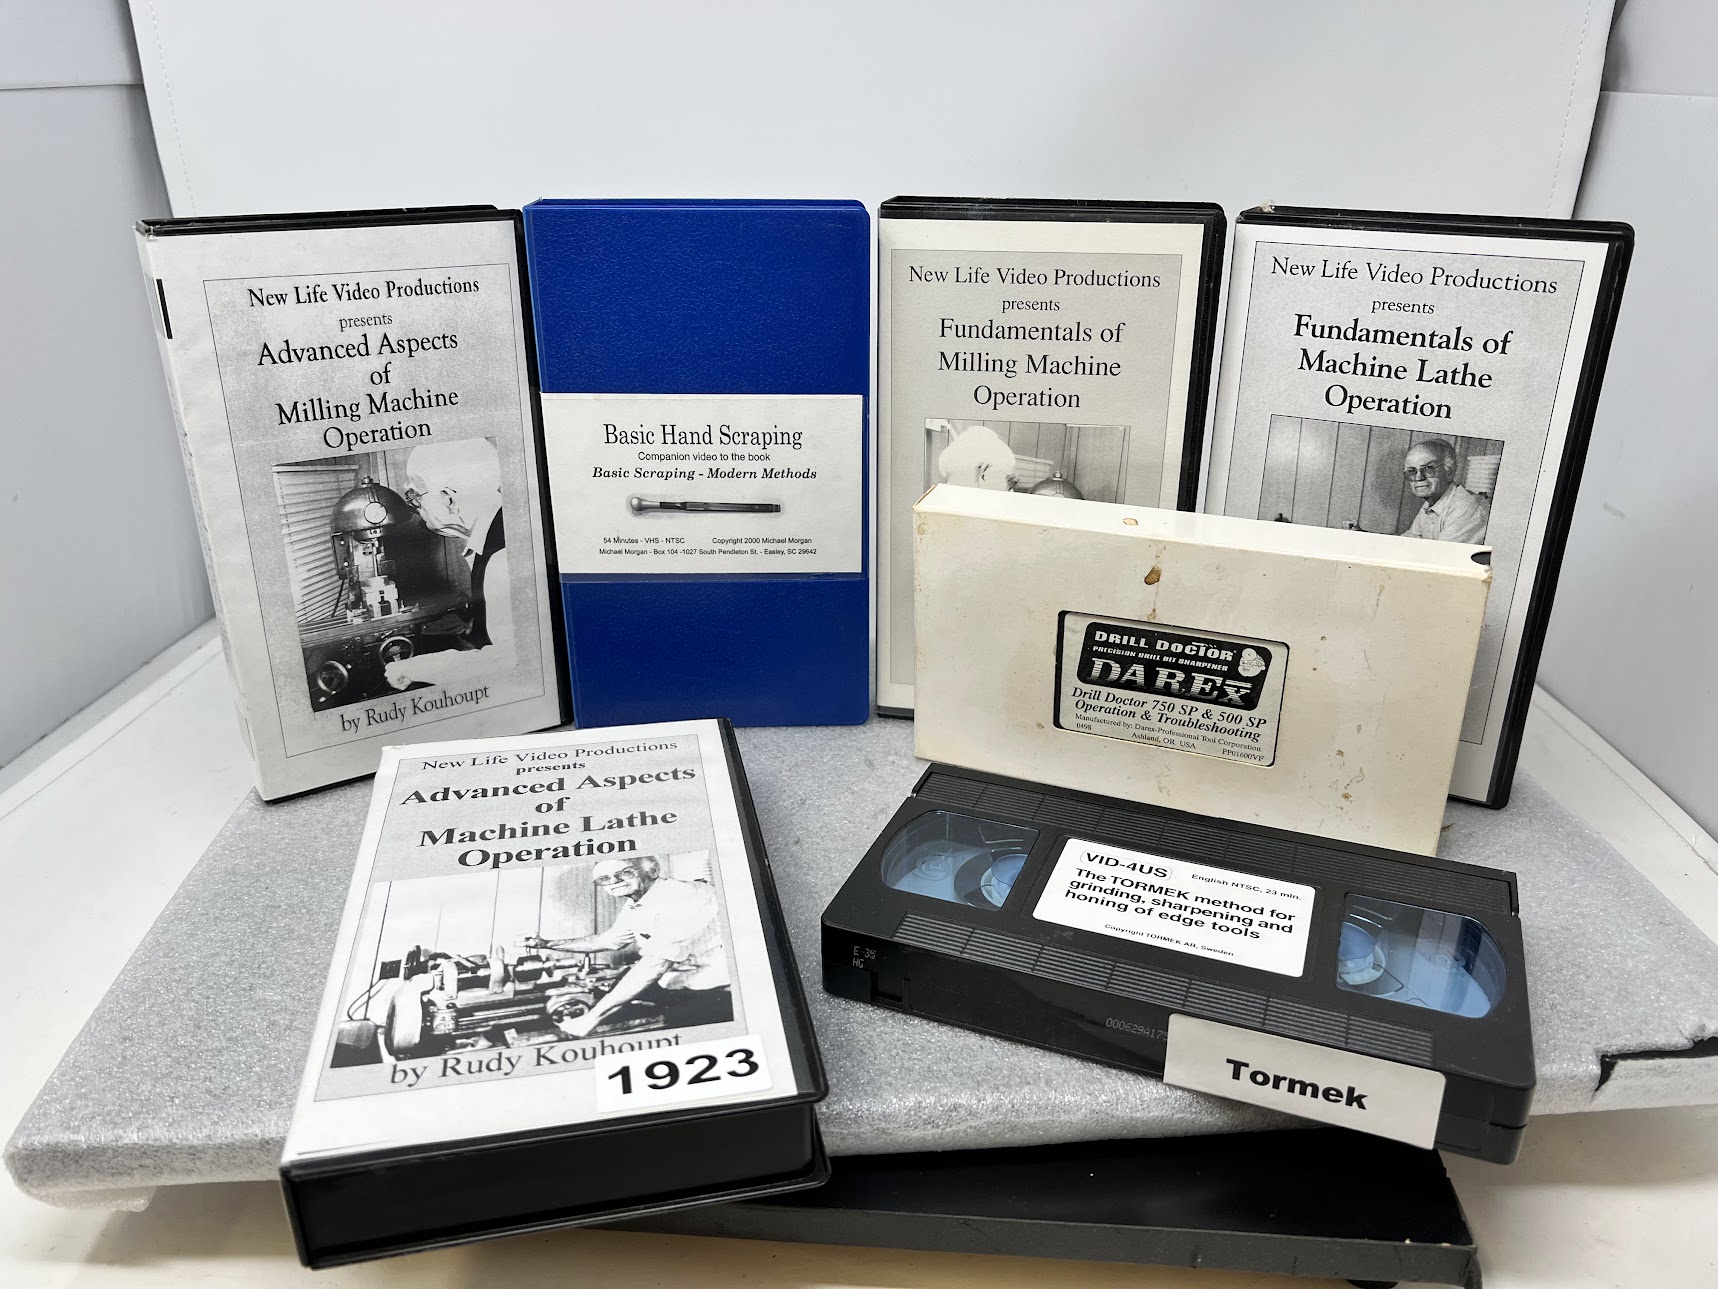 New Life Video Productions
presents
Advanced Aspects
of
Milling Machine
Operation
by Rudy Kouhoupt
Basic Hand Scraping
Companion video to the book
Basic Scraping - Modern Methods
54 Minutes - VHS - NTSC Copyright 2000 Michael Morgan
Michael Morgan - Box 104 -1027 South Pendleton St. - Easley, SC 29642
New Life Video Productions
presents
Fundamentals of
Milling Machine
Operation
New Life Video Productions
presents
Fundamentals of
Machine Lathe
Operation
DRILL DOCTOR
PRECISION DRILL BIT SHARPENER
DAREX
Drill Doctor 750 SP & 500 SP
Operation & Troubleshooting
Manufactured by: Darex-Professional Tool Corporation
0498 Ashland, OR USA PP01600VF
New Life Video Productions
presents
Advanced Aspects
of
Machine Lathe
Operation
by Rudy Kouhoupt
1923
VID-4US English NTSC, 23 min.
The TORMEK method for
grinding, sharpening and
honing of edge tools
Copyright TORMEK AB, Sweden
E-35
HG
Tormek